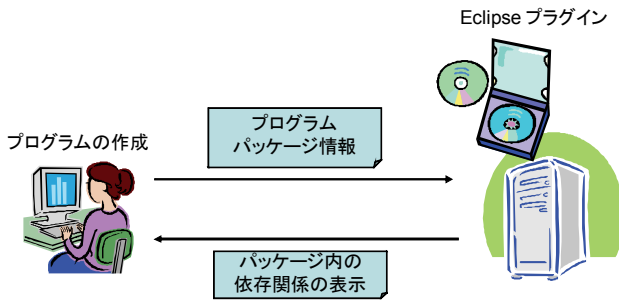 Eclipse プラグイン
プログラムの作成
プログラム
パッケージ情報
パッケージ内の
依存関係の表示